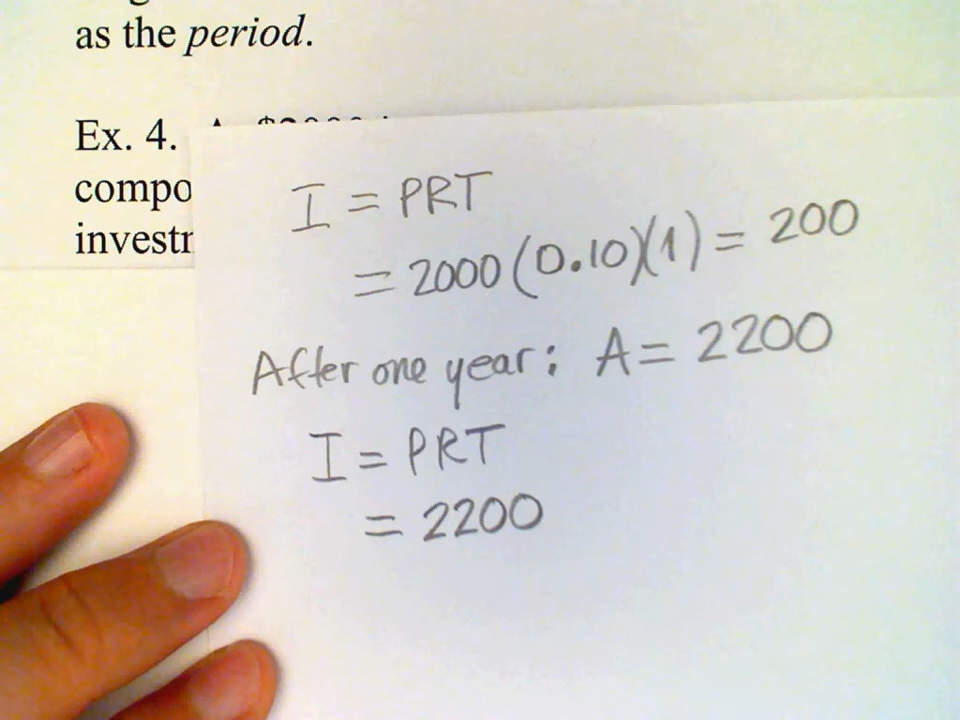 as the period.
Ex. 4.
compo
investr
I = PRT
= 2000(0.10)(1) = 200
After one year: A = 2200
I = PRT
= 2200